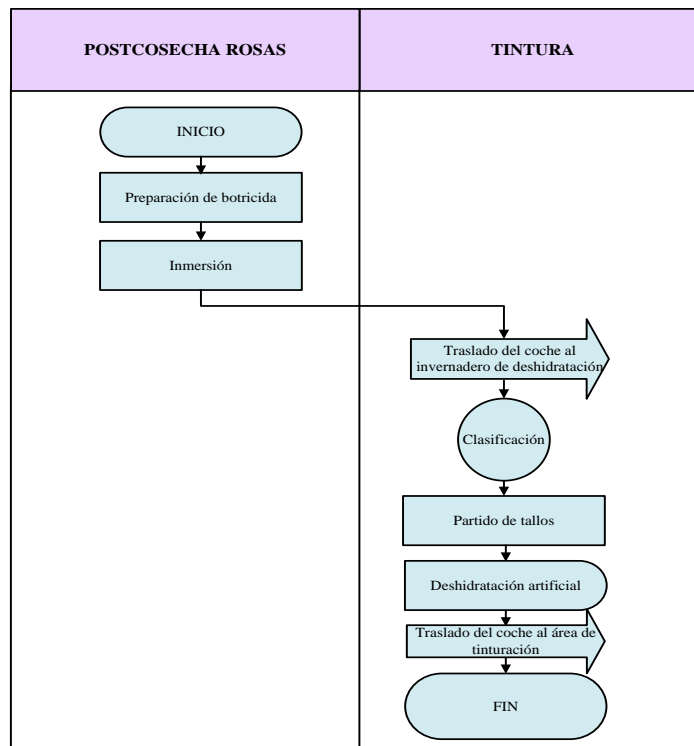 POSTCOSECHA ROSAS
TINTURA
INICIO
Preparación de botricida
Inmersión
Traslado del coche al
invernadero de deshidratación
Clasificación
Partido de tallos
Deshidratación artificial
Traslado del coche al área de
tinturación
FIN